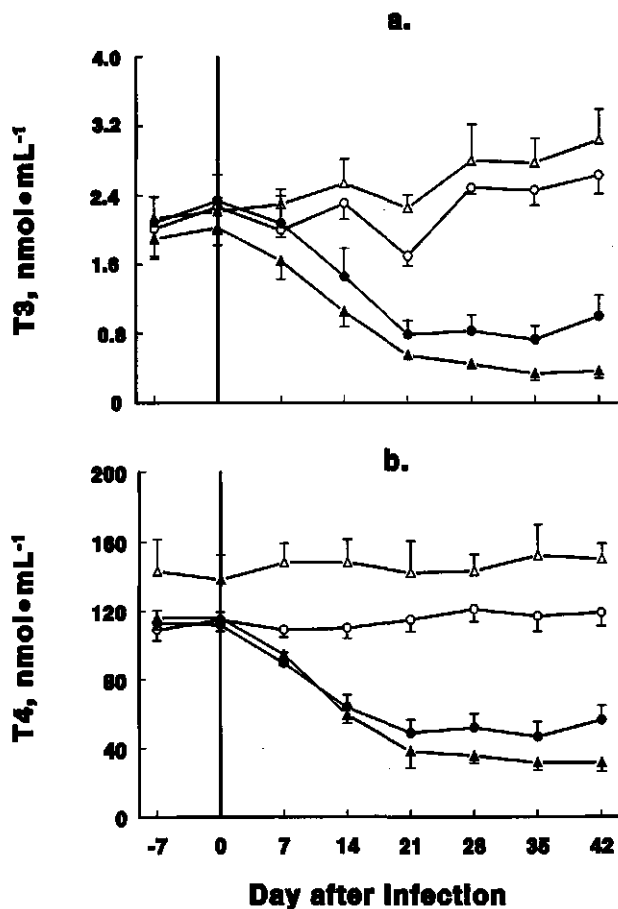 a.
4.0
3.2
2.4
1.6
0.8
0
T3, nmol•mL⁻¹
b.
200
160
120
80
40
0
T4, nmol•mL⁻¹
-7 0 7 14 21 28 35 42
Day after Infection